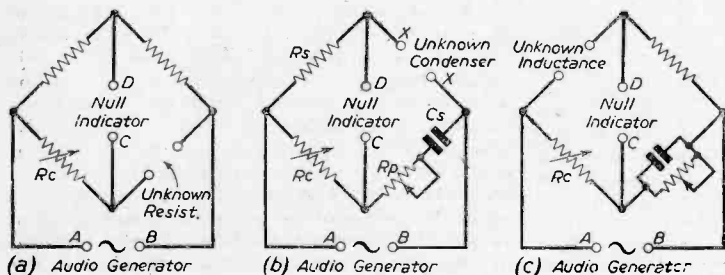 D
Null
Indicator
C
Rc
Unknown
Resist.
A
B
(a) Audio Generator
Rs
X
Unknown
Condenser
X
D
Null
Indicator
Cs
C
Rp
Rc
A
B
(b) Audio Generator
Unknown
Inductance
D
Null
Indicator
C
Rc
A
B
(c) Audio Generator